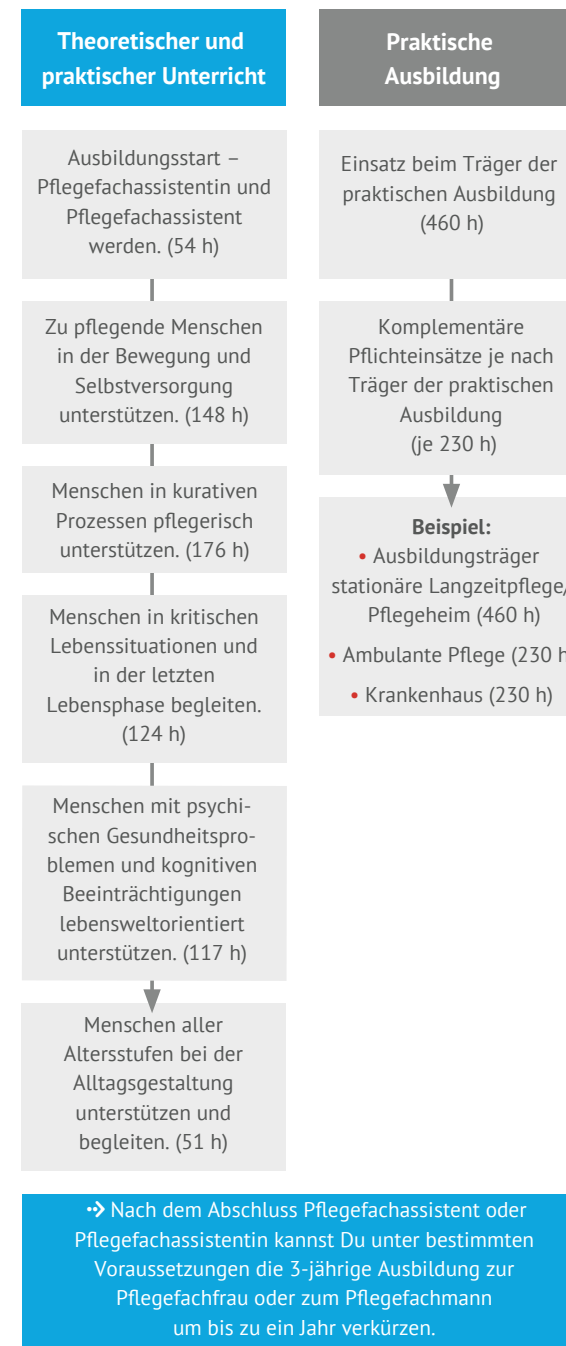 Theoretischer und
praktischer Unterricht
Ausbildungsstart –
Pflegefachassistentin und
Pflegefachassistent
werden. (54 h)
Zu pflegende Menschen
in der Bewegung und
Selbstversorgung
unterstützen. (148 h)
Menschen in kurativen
Prozessen pflegerisch
unterstützen. (176 h)
Menschen in kritischen
Lebenssituationen und
in der letzten
Lebensphase begleiten.
(124 h)
Menschen mit psychi-
schen Gesundheitspro-
blemen und kognitiven
Beeinträchtigungen
lebensweltorientiert
unterstützen. (117 h)
Menschen aller
Altersstufen bei der
Alltagsgestaltung
unterstützen und
begleiten. (51 h)
Praktische
Ausbildung
Einsatz beim Träger der
praktischen Ausbildung
(460 h)
Komplementäre
Pflichteinsätze je nach
Träger der praktischen
Ausbildung
(je 230 h)
Beispiel:
• Ausbildungsträger
stationäre Langzeitpflege/
Pflegeheim (460 h)
• Ambulante Pflege (230 h
• Krankenhaus (230 h)
Nach dem Abschluss Pflegefachassistent oder
Pflegefachassistentin kannst Du unter bestimmten
Voraussetzungen die 3-jährige Ausbildung zur
Pflegefachfrau oder zum Pflegefachmann
um bis zu ein Jahr verkürzen.